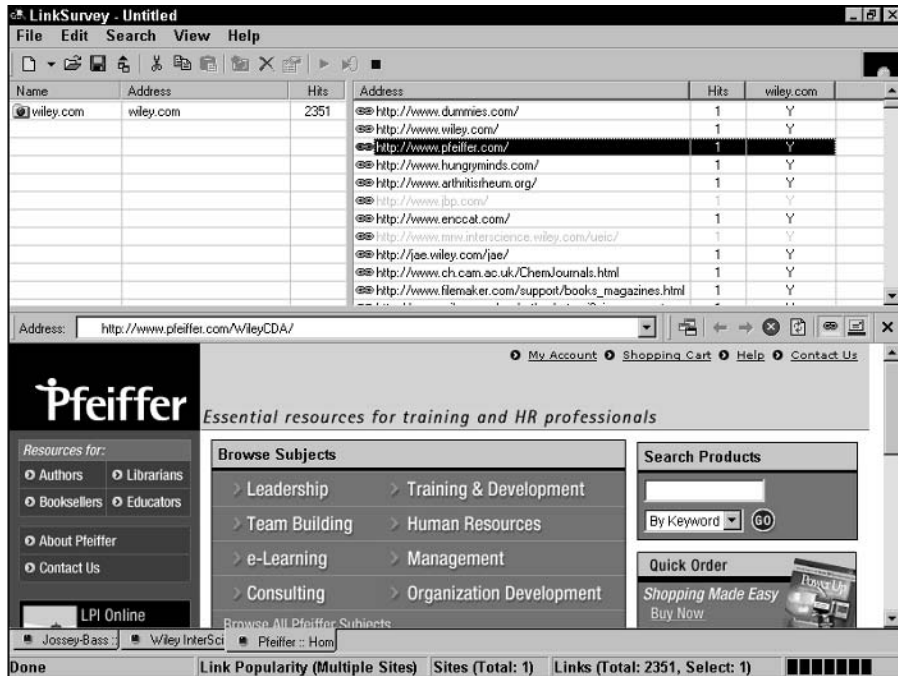 LinkSurvey - Untitled
File Edit Search View Help
Name Address Hits Address Hits wiley.com
wiley.com wiley.com 2351 http://www.dummies.com/ 1 Y
http://www.wiley.com/ 1 Y
http://www.pfeiffer.com/ 1 Y
http://www.hungryminds.com/ 1 Y
http://www.arthritisrheum.org/ 1 Y
http://www.jbp.com/ 1 Y
http://www.enccat.com/ 1 Y
http://www.mrw.interscience.wiley.com/ueic/ 1 Y
http://jae.wiley.com/jae/ 1 Y
http://www.ch.cam.ac.uk/ChemJournals.html 1 Y
http://www.filemaker.com/support/books_magazines.html 1 Y
Address: http://www.pfeiffer.com/WileyCDA/
My Account Shopping Cart Help Contact Us
Pfeiffer Essential resources for training and HR professionals
Resources for:
Authors Librarians
Booksellers Educators
About Pfeiffer
Contact Us
LPI Online
Browse Subjects
Leadership Training & Development
Team Building Human Resources
e-Learning Management
Consulting Organization Development
Browse All Pfeiffer Subjects
Search Products
By Keyword GO
Quick Order
Shopping Made Easy
Buy Now
Power Up
Jossey-Bass :: Wiley InterSci Pfeiffer :: Hom
Done Link Popularity (Multiple Sites) Sites (Total: 1) Links (Total: 2351, Select: 1)